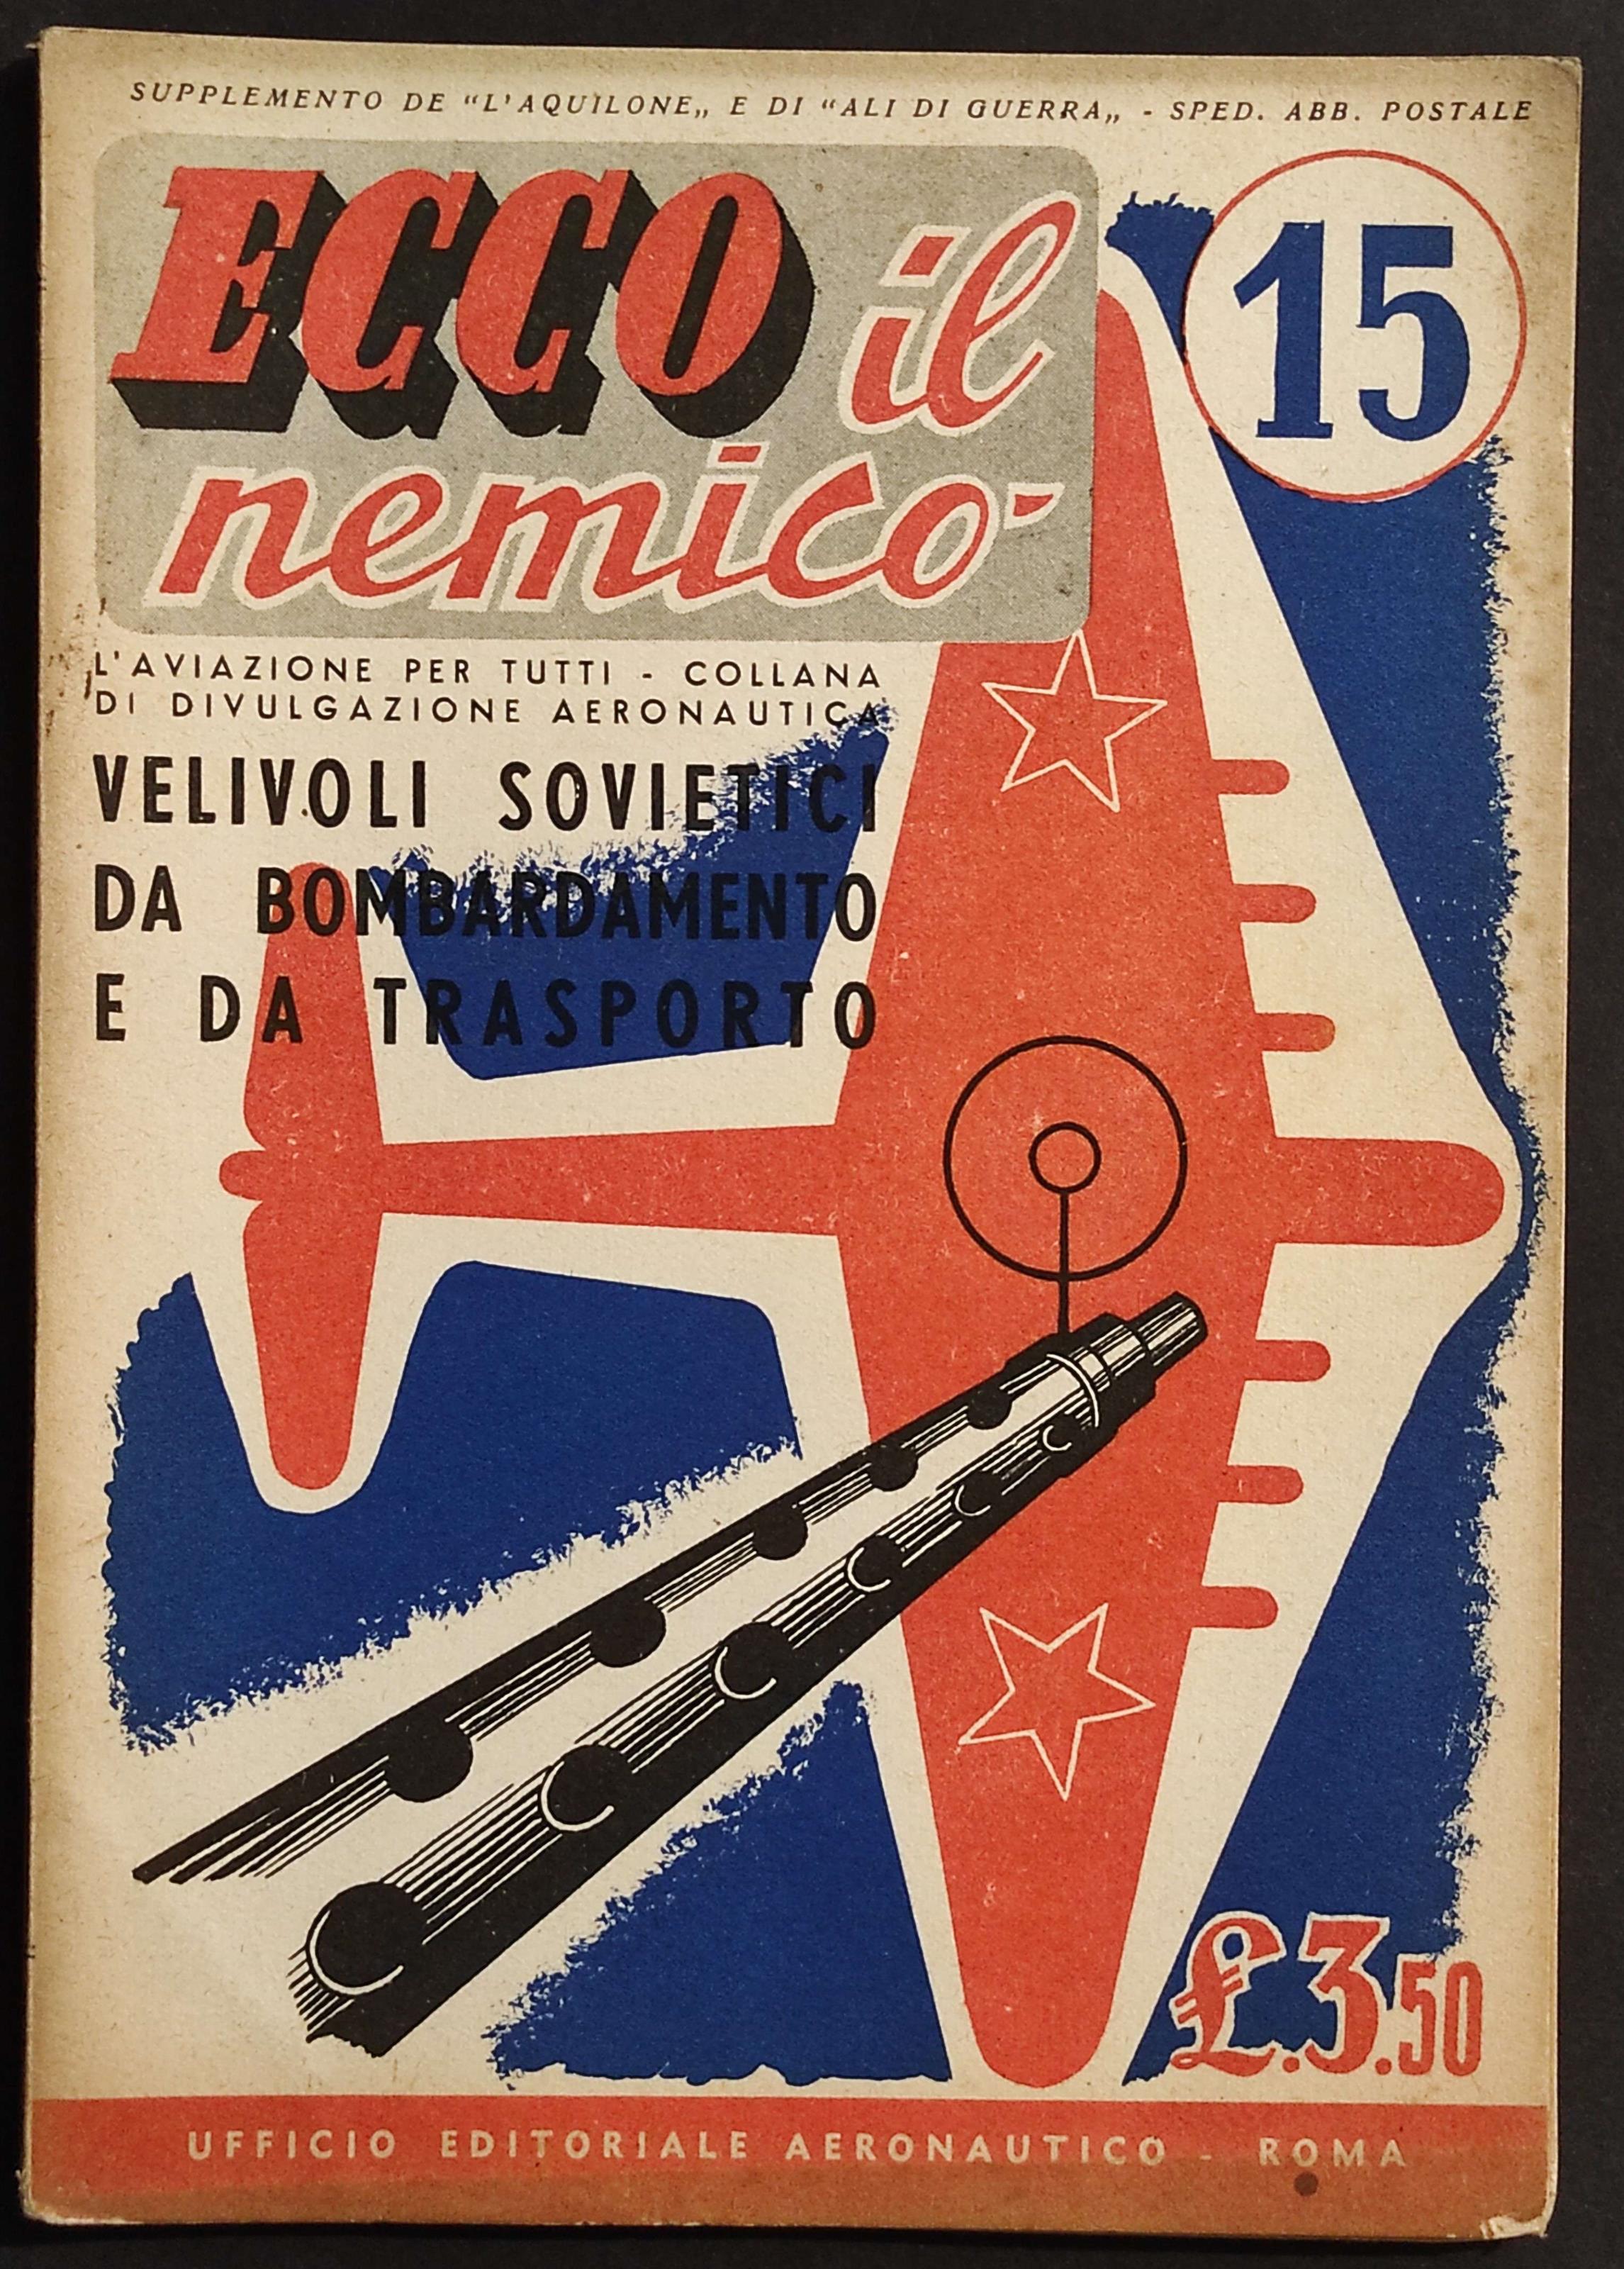 SUPPLEMENTO DE "L'AQUILONE„ E DI "ALI DI GUERRA„ - SPED. ABB. POSTALE
ECCO il
nemico-
15
L'AVIAZIONE PER TUTTI - COLLANA
DI DIVULGAZIONE AERONAUTICA
VELIVOLI SOVIETICI
DA BOMBARDAMENTO
E DA TRASPORTO
£.3.50
UFFICIO EDITORIALE AERONAUTICO - ROMA